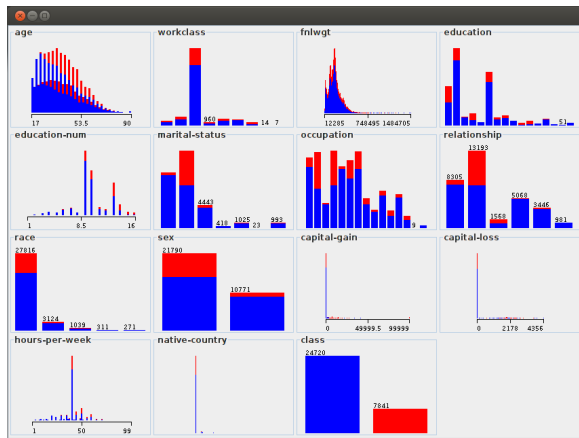 age
960
17 53.5 90
workclass
14 7
fnlwgt
12285 748495 1484705
education
51
education-num
1 8.5 16
marital-status
4443
418
1025
23
993
occupation
9
relationship
8305
13193
1568
5068
3446
981
race
27816
3124
1039
311
271
sex
21790
10771
capital-gain
0 49999.5 99999
capital-loss
0 2178 4356
hours-per-week
1 50 99
native-country
class
24720
7841